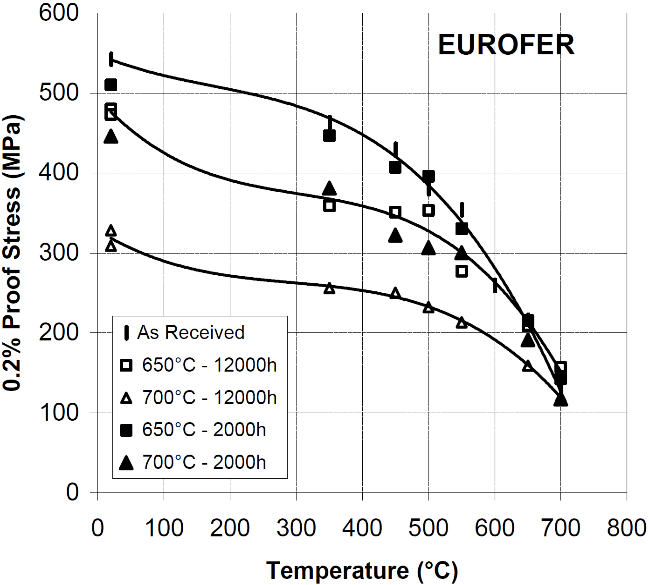 EUROFER
0.2% Proof Stress (MPa)
600
500
400
300
200
100
0
As Received
650°C - 12000h
700°C - 12000h
650°C - 2000h
700°C - 2000h
0 100 200 300 400 500 600 700 800
Temperature (°C)